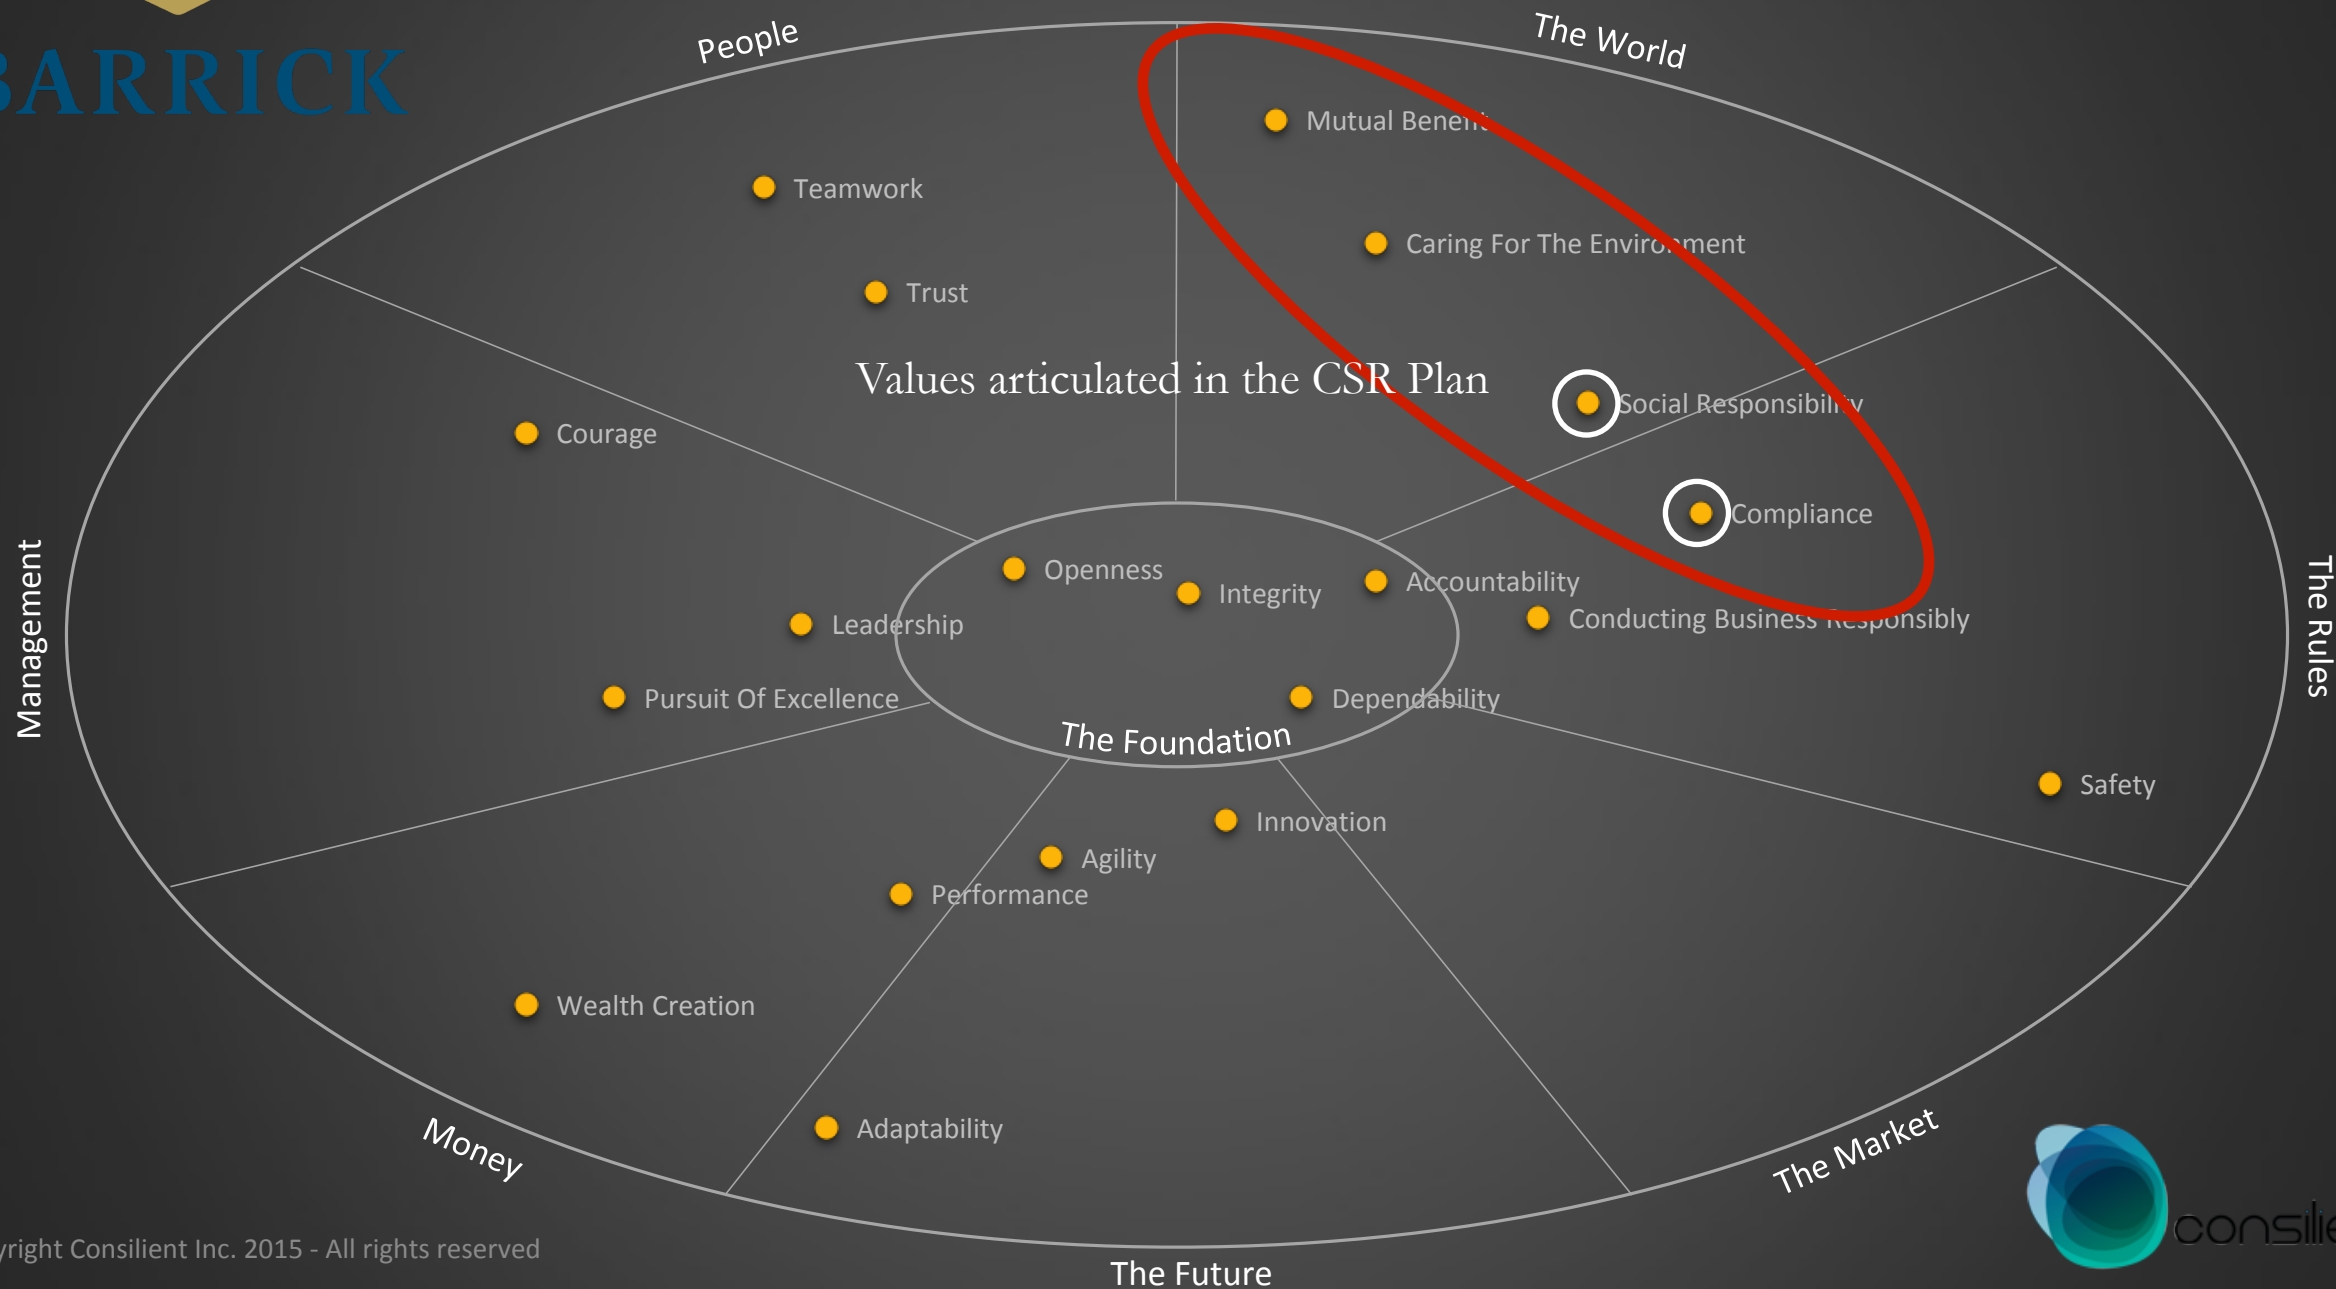 People
The World
BARRICK
Mutual Benefit
Teamwork
Caring For The Environment
Trust
Values articulated in the CSR Plan
Social Responsibility
Courage
Compliance
Management
The Rules
Openness
Integrity
Accountability
Leadership
Conducting Business Responsibly
Pursuit Of Excellence
Dependability
The Foundation
Safety
Innovation
Agility
Performance
Wealth Creation
Adaptability
Money
The Market
yright Consilient Inc. 2015 - All rights reserved
consilie
The Future